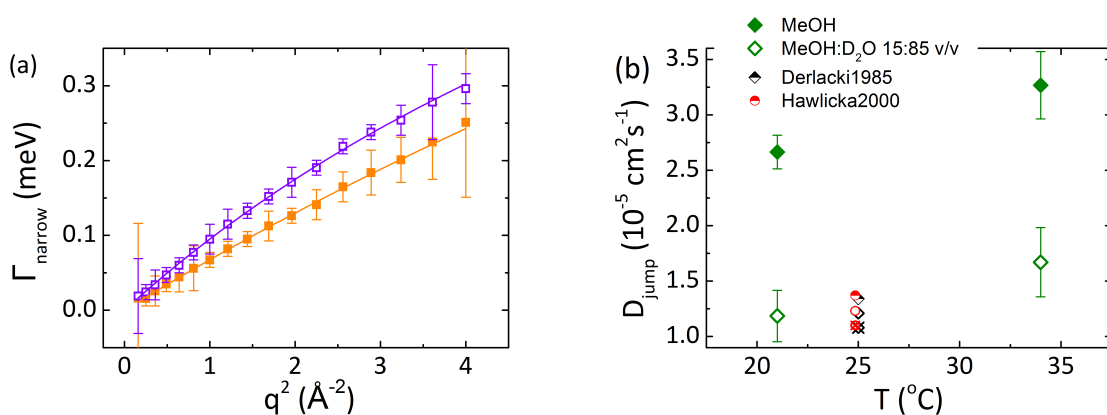 (a)
0.3
0.2
0.1
0.0
Γnarrow (meV)
0 1 2 3 4
q² (Å⁻²)
(b)
MeOH
MeOH:D₂O 15:85 v/v
Derlacki1985
Hawlicka2000
3.5
3.0
2.5
2.0
1.5
1.0
Djump (10⁻⁵ cm²s⁻¹)
20 25 30 35
T (°C)